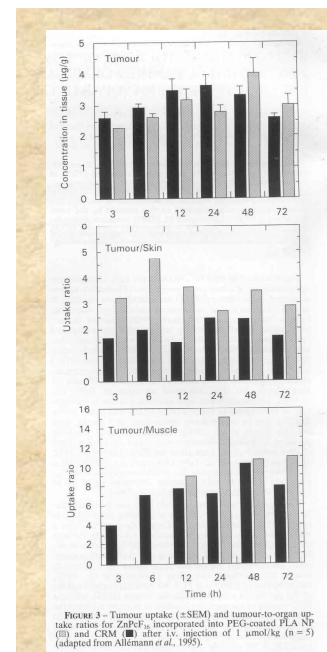 Tumour
Concentration in tissue (µg/g)
5
4
3
2
1
0
3 6 12 24 48 72
Tumour/Skin
Uptake ratio
6
5
4
3
2
1
0
3 6 12 24 48 72
Tumour/Muscle
Uptake ratio
16
14
12
10
8
6
4
2
0
3 6 12 24 48 72
Time (h)
FIGURE 3 – Tumour uptake (±SEM) and tumour-to-organ up-
take ratios for ZnPcF16 incorporated into PEG-coated PLA NP
(▨) and CRM (■) after i.v. injection of 1 µmol/kg (n = 5)
(adapted from Allémann et al., 1995).